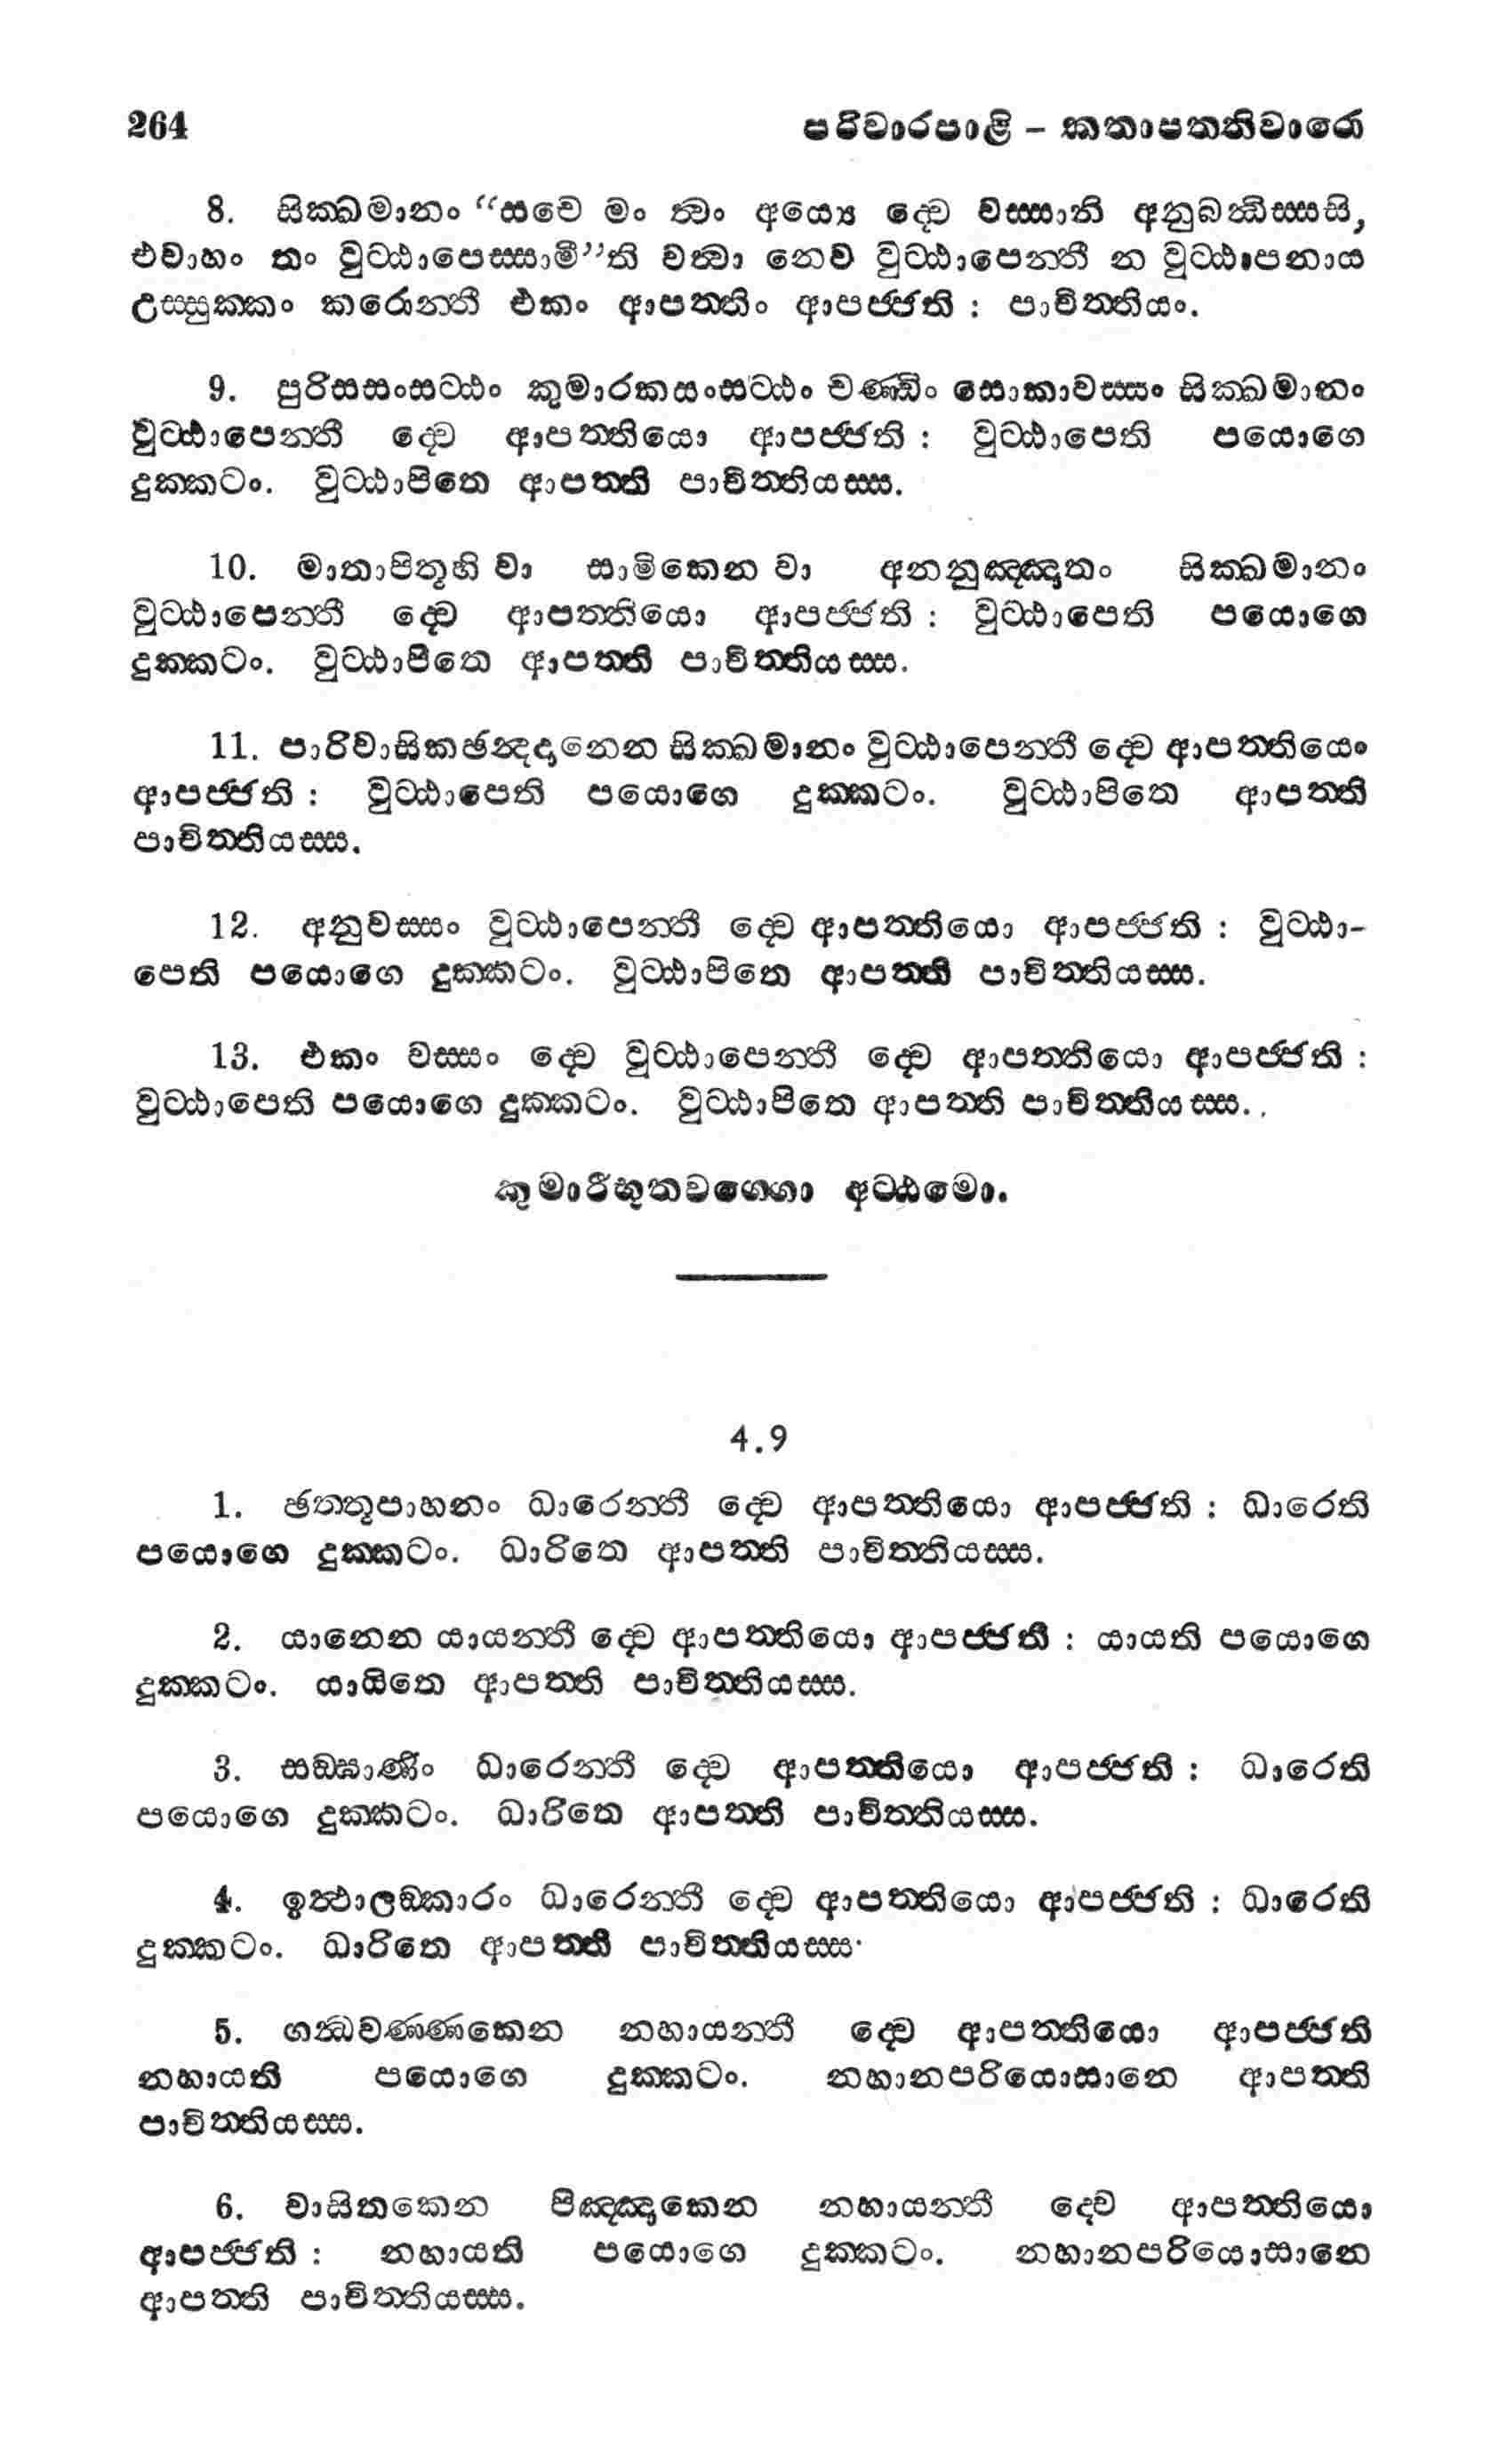 264 පරිවාරපාළි – කතාපතතිවාරෙ
8. සික්ඛමානං “සචෙ මං ත්වං අය්යෙ ද්වෙ වස්සානි අනුබන්ධිස්සසි,
එවාහං තං වුට්ඨාපෙස්සාමී”ති වත්වා නෙව වුට්ඨාපෙන්තී න වුට්ඨාපනාය
උස්සුක්කං කරොන්තී එකං ආපත්තිං ආපජ්ජති : පාචිත්තියං.
9. පුරිසසංසට්ඨං කුමාරකසංසට්ඨං චණ්ඩිං සොකාවස්සං සික්ඛමානං
වුට්ඨාපෙන්තී ද්වෙ ආපත්තියො ආපජ්ජති : වුට්ඨාපෙති පයොගෙ
දුක්කටං. වුට්ඨාපිතෙ ආපත්ති පාචිත්තියස්ස.
10. මාතාපිතූහි වා සාමිකෙන වා අනනුඤ්ඤාතං සික්ඛමානං
වුට්ඨාපෙන්තී ද්වෙ ආපත්තියො ආපජ්ජති : වුට්ඨාපෙති පයොගෙ
දුක්කටං. වුට්ඨාපිතෙ ආපත්ති පාචිත්තියස්ස.
11. පාරිවාසිකඡන්දදානෙන සික්ඛමානං වුට්ඨාපෙන්තී ද්වෙ ආපත්තියො
ආපජ්ජති : වුට්ඨාපෙති පයොගෙ දුක්කටං. වුට්ඨාපිතෙ ආපත්ති
පාචිත්තියස්ස.
12. අනුවස්සං වුට්ඨාපෙන්තී ද්වෙ ආපත්තියො ආපජ්ජති : වුට්ඨා-
පෙති පයොගෙ දුක්කටං. වුට්ඨාපිතෙ ආපත්ති පාචිත්තියස්ස.
13. එකං වස්සං ද්වෙ වුට්ඨාපෙන්තී ද්වෙ ආපත්තියො ආපජ්ජති :
වුට්ඨාපෙති පයොගෙ දුක්කටං. වුට්ඨාපිතෙ ආපත්ති පාචිත්තියස්ස.
කුමාරීභූතවග්ගො අට්ඨමො.
4.9
1. ඡත්තූපාහනං ධාරෙන්තී ද්වෙ ආපත්තියො ආපජ්ජති : ධාරෙති
පයොගෙ දුක්කටං. ධාරිතෙ ආපත්ති පාචිත්තියස්ස.
2. යානෙන යායන්තී ද්වෙ ආපත්තියො ආපජ්ජති : යායති පයොගෙ
දුක්කටං. යායිතෙ ආපත්ති පාචිත්තියස්ස.
3. සඞ්ඝාණිං ධාරෙන්තී ද්වෙ ආපත්තියො ආපජ්ජති : ධාරෙති
පයොගෙ දුක්කටං. ධාරිතෙ ආපත්ති පාචිත්තියස්ස.
4. ඉත්ථාලඞ්කාරං ධාරෙන්තී ද්වෙ ආපත්තියො ආපජ්ජති : ධාරෙති
දුක්කටං. ධාරිතෙ ආපත්ති පාචිත්තියස්ස.
5. ගන්ධවණ්ණකෙන නහායන්තී ද්වෙ ආපත්තියො ආපජ්ජති
නහායති පයොගෙ දුක්කටං. නහානපරියොසානෙ ආපත්ති
පාචිත්තියස්ස.
6. වාසිතකෙන පිඤ්ඤාකෙන නහායන්තී ද්වෙ ආපත්තියො
ආපජ්ජති : නහායති පයොගෙ දුක්කටං. නහානපරියොසානෙ
ආපත්ති පාචිත්තියස්ස.